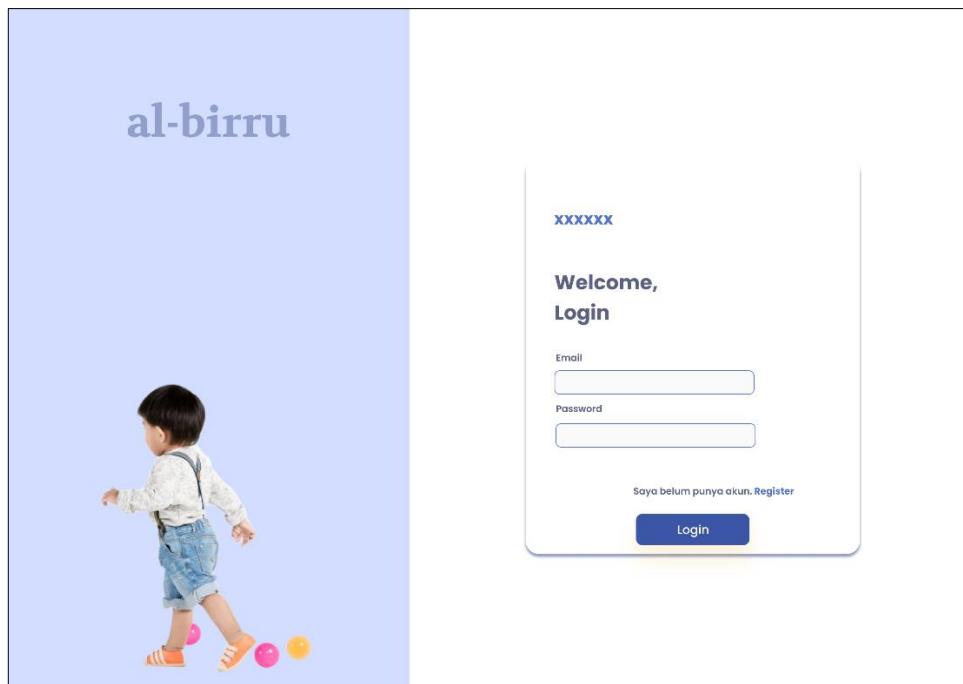 al-birru
xxxxxx
Welcome,
Login
Email
Password
Saya belum punya akun. Register
Login